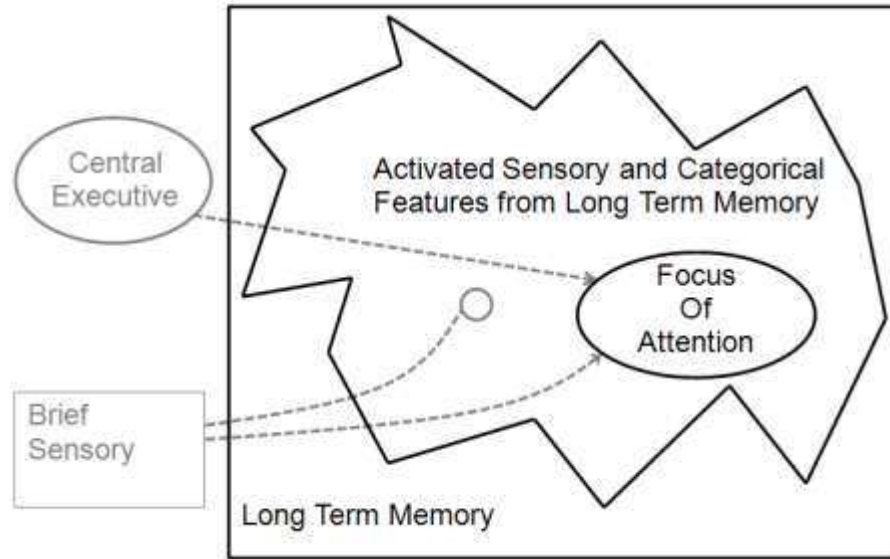 Central
Executive
Activated Sensory and Categorical
Features from Long Term Memory
Focus
Of
Attention
Brief
Sensory
Long Term Memory